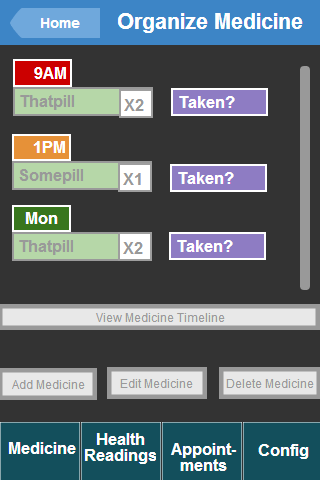 Home
Organize Medicine
9AM
Thatpill X2 Taken?
1PM
Somepill X1 Taken?
Mon
Thatpill X2 Taken?
View Medicine Timeline
Add Medicine
Edit Medicine
Delete Medicine
Medicine
Health
Readings
Appoint-
ments
Config